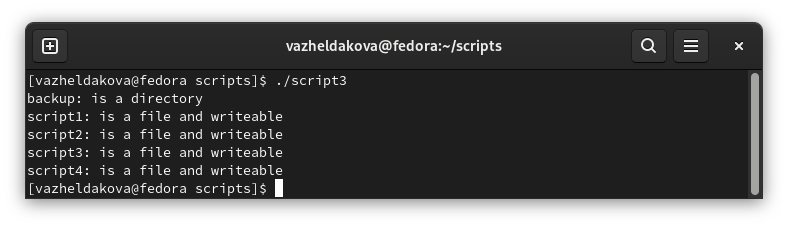 vazheldakova@fedora:~/scripts
[vazheldakova@fedora scripts]$ ./script3
backup: is a directory
script1: is a file and writeable
script2: is a file and writeable
script3: is a file and writeable
script4: is a file and writeable
[vazheldakova@fedora scripts]$